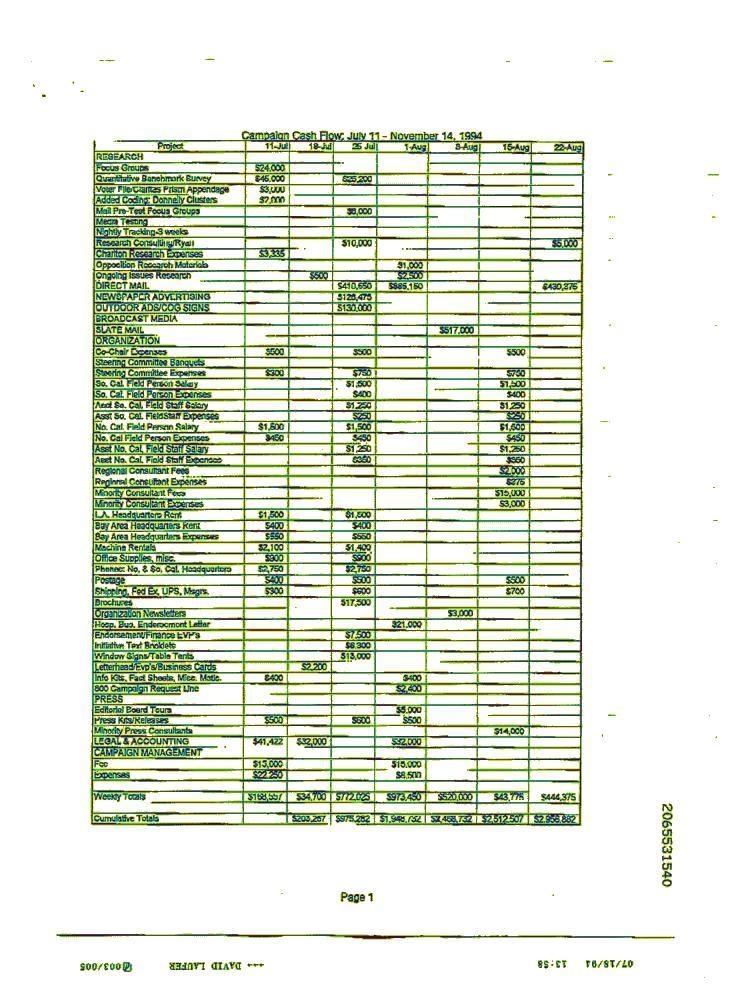 Campaign Cash Flow: July 11 - November 14, 1994
Project 11-Jul 18-Jul 25 Jul 1-Aug 8-Aug 15-Aug 22-Aug
RESEARCH
Focus Groups $24,000
Quantitative Benchmark Survey $45,000 $25,200
Voter File/Claritas Prism Appendage $3,000
Added Coding: Donnelly Clusters $7,000
Mail Pre-Test Focus Groups $6,000
Media Testing
Nightly Tracking-3 weeks
Research Consulting/Ryan $10,000 $5,000
Charlton Research Expenses $3,335
Opposition Research Materials $1,000
Ongoing Issues Research $500 $2,500
DIRECT MAIL $410,650 $885,150 $430,375
NEWSPAPER ADVERTISING $126,475
OUTDOOR ADS/COG SIGNS $130,000
BROADCAST MEDIA
SLATE MAIL $517,000
ORGANIZATION
Co-Chair Expenses $500 $500 $500
Steering Committee Banquets
Steering Committee Expenses $300 $750 $750
So. Cal. Field Person Salary $1,500 $1,500
So. Cal. Field Person Expenses $400 $400
Asst So. Cal. Field Staff Salary $1,250 $1,250
Asst So. Cal. FieldStaff Expenses $250 $250
No. Cal. Field Person Salary $1,500 $1,500 $1,500
No. Cal Field Person Expenses $450 $450 $450
Asst No. Cal. Field Staff Salary $1,250 $1,250
Asst No. Cal. Field Staff Expenses $350 $350
Regional Consultant Fees $2,000
Regional Consultant Expenses $275
Minority Consultant Fees $15,000
Minority Consultant Expenses $3,000
L.A. Headquarters Rent $1,500 $1,500
Bay Area Headquarters Rent $400 $400
Bay Area Headquarters Expenses $550 $550
Machine Rentals $2,100 $1,400
Office Supplies, misc. $900 $900
Phones: No. & So. Cal. Headquarters $2,750 $2,750
Postage $400 $500 $500
Shipping, Fed Ex, UPS, Msgrs. $300 $600 $700
Brochures $17,500
Organization Newsletters $3,000
Hosp. Bus. Endorsement Letter $21,000
Endorsement/Finance EVP's $7,500
Initiative Text Booklets $6,300
Window Signs/Table Tents $13,000
Letterhead/Evp's/Business Cards $2,200
Info Kits, Fact Sheets, Misc. Matls. $400 $400
800 Campaign Request Line $2,400
PRESS
Editorial Board Tours $5,000
Press Kits/Releases $500 $600 $500
Minority Press Consultants $14,000
LEGAL & ACCOUNTING $41,422 $32,000 $32,000
CAMPAIGN MANAGEMENT
Fee $15,000 $15,000
Expenses $22,250 $6,500
Weekly Totals $168,557 $34,700 $772,025 $973,450 $520,000 $43,775 $444,375
Cumulative Totals $203,257 $975,282 $1,948,732 $2,468,732 $2,512,507 $2,956,882
2065531540
Page 1
07/18/94 13:58 *** DAVID LAUFER 003/005